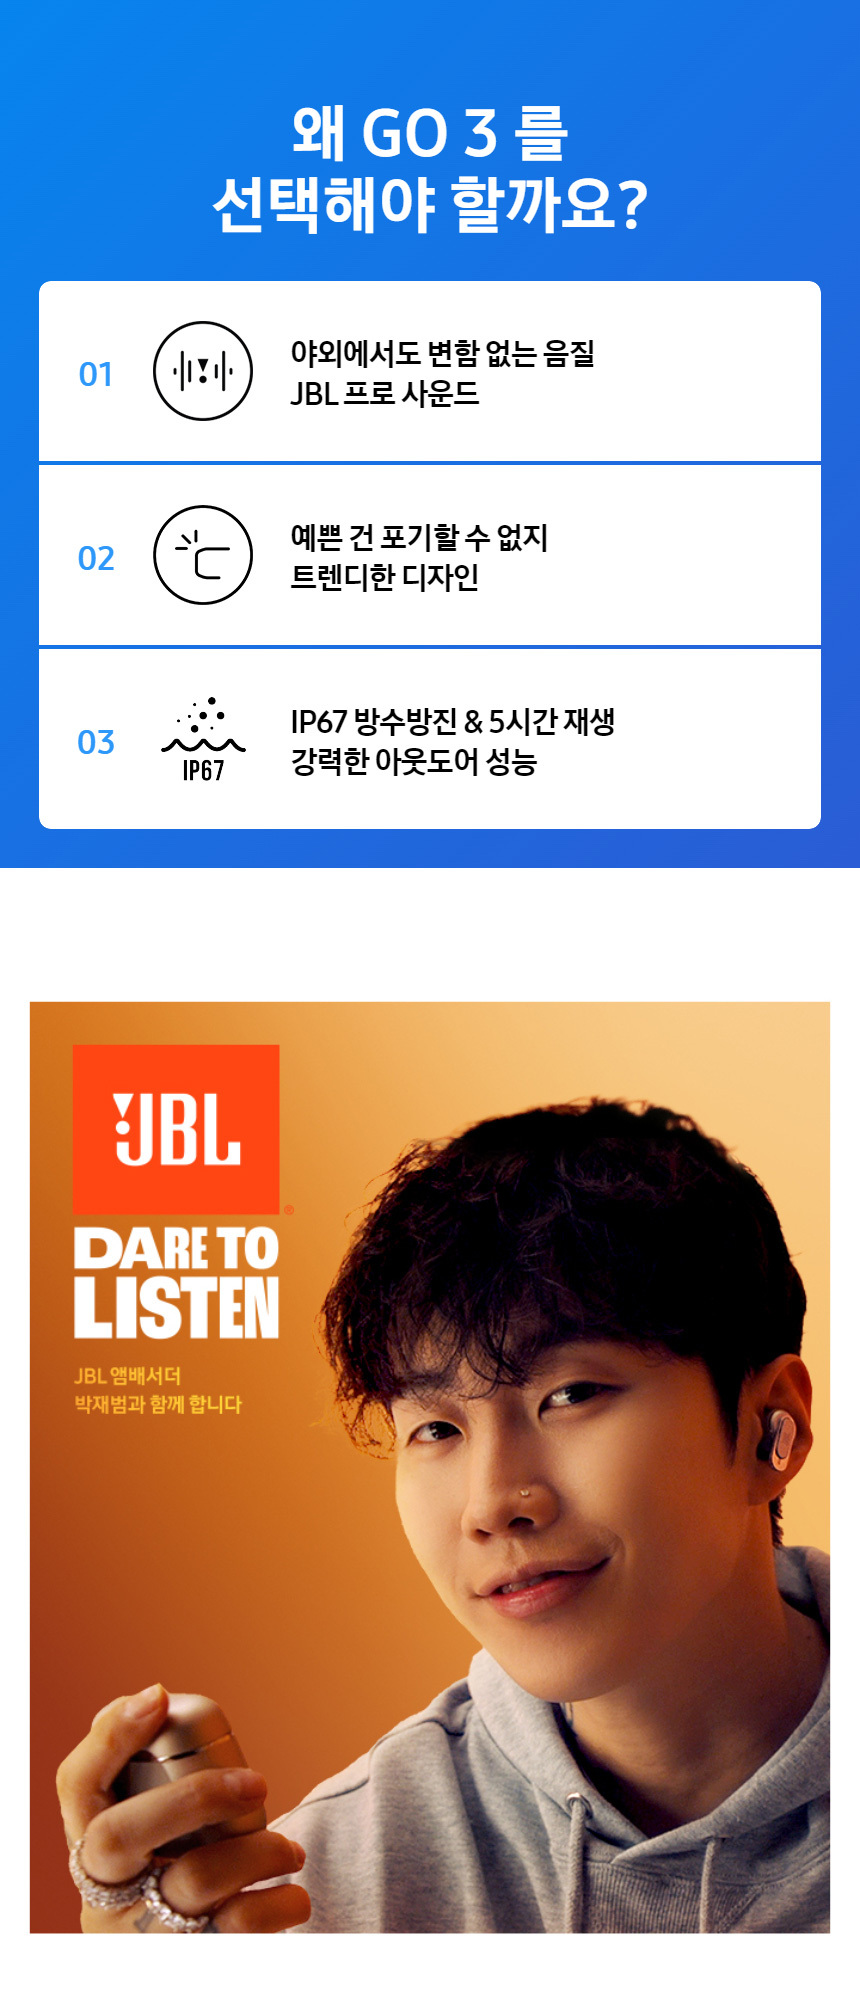 왜 GO 3 를
선택해야 할까요?
01
야외에서도 변함 없는 음질
JBL 프로 사운드
02
예쁜 건 포기할 수 없지
트렌디한 디자인
03
IP67
IP67 방수방진 & 5시간 재생
강력한 아웃도어 성능
JBL
®
DARE TO
LISTEN
JBL 앰배서더
박재범과 함께 합니다